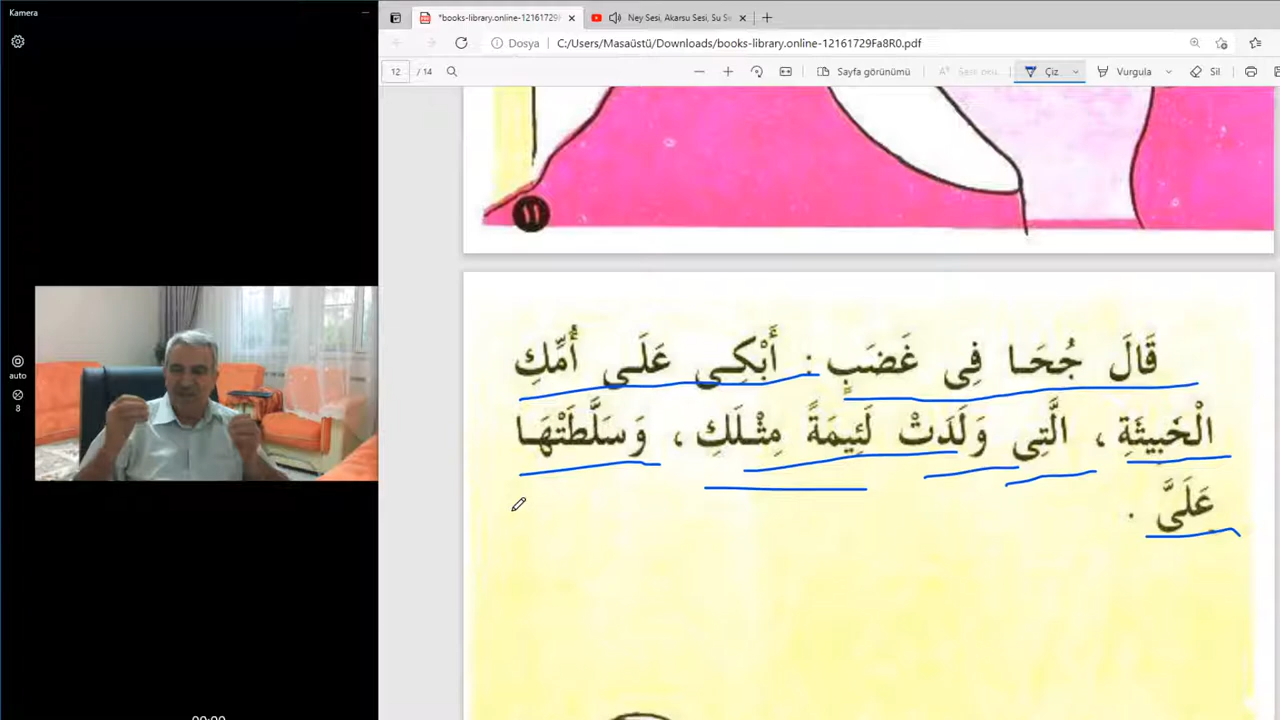 Kamera
*books-library.online-12161729
Ney Sesi, Akarsu Sesi, Su S
Dosya
C:/Users/Masaüstü/Downloads/books-library.online-12161729Fa8R0.pdf
12 / 14
Sayfa görünümü
Çiz
Vurgula
Sil
١١
قَالَ جُحَا فِى غَضَبٍ : أَبْكِى عَلَى أُمِّكِ
الْخَبِيثَةِ ، الَّتِى وَلَدَتْ لَئِيمَةً مِثْلَكِ ، وَسَلَّطَتْهَا
عَلَىَّ .
auto
8